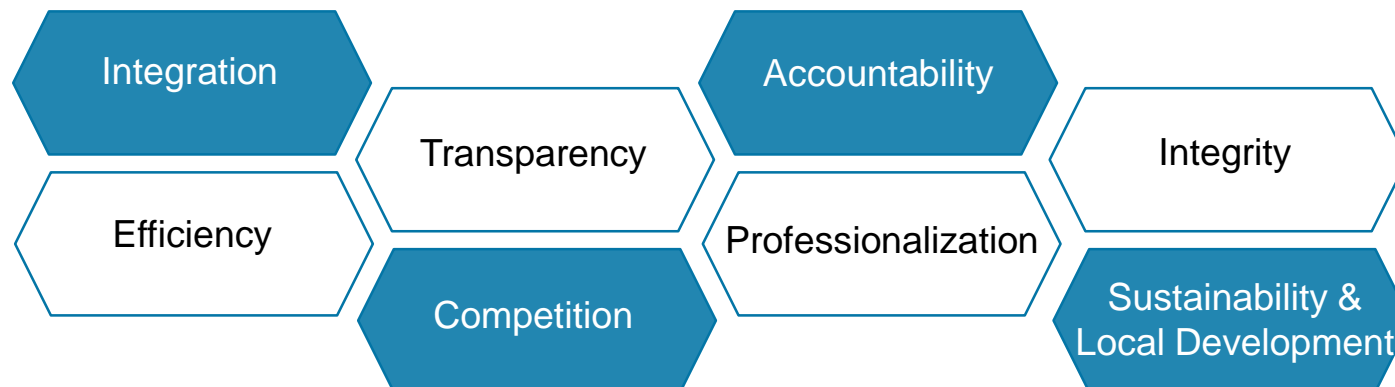 Integration
Efficiency
Transparency
Competition
Accountability
Professionalization
Integrity
Sustainability &
Local Development